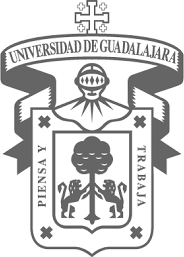 UNIVERSIDAD DE GUADALAJARA
PIENSA Y
TRABAJA